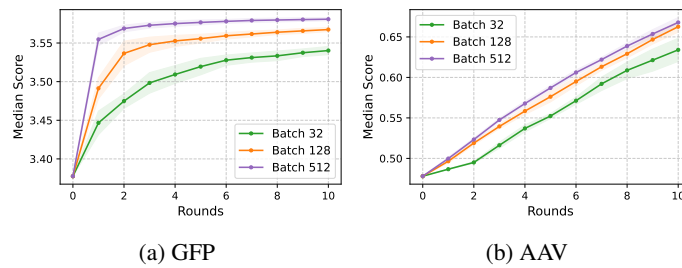 3.55
3.50
3.45
3.40
Median Score
0
2
4
6
8
10
Rounds
Batch 32
Batch 128
Batch 512
(a) GFP
0.65
0.60
0.55
0.50
Median Score
0
2
4
6
8
10
Rounds
Batch 32
Batch 128
Batch 512
(b) AAV